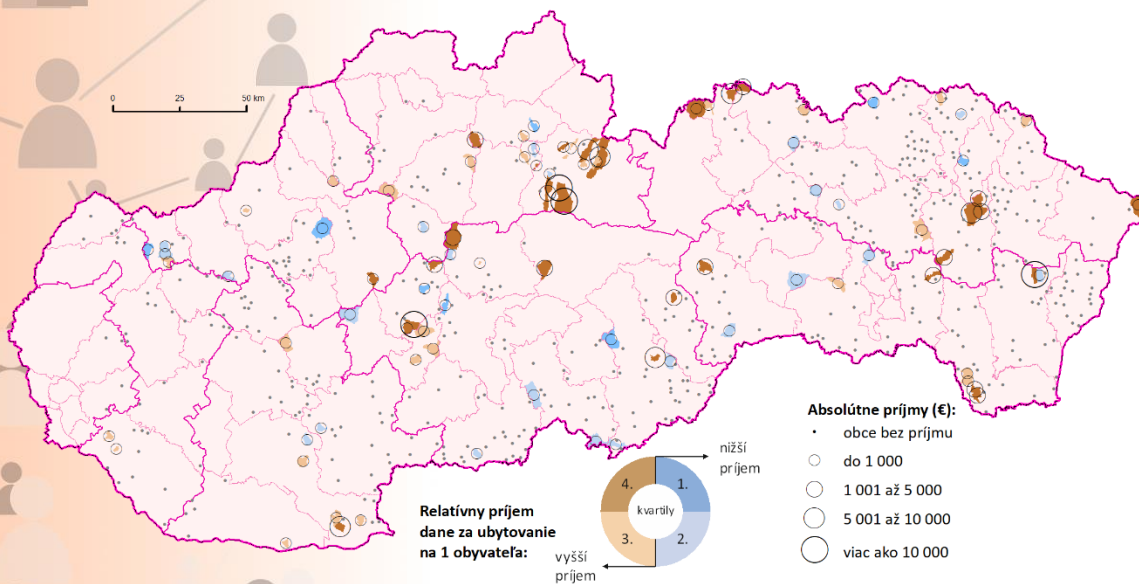 0 25 50 km
Absolútne príjmy (€):
obce bez príjmu
do 1 000
1 001 až 5 000
5 001 až 10 000
viac ako 10 000
Relatívny príjem
dane za ubytovanie
na 1 obyvateľa:
nižší
príjem
4. 1.
kvartily
3. 2.
vyšší
príjem